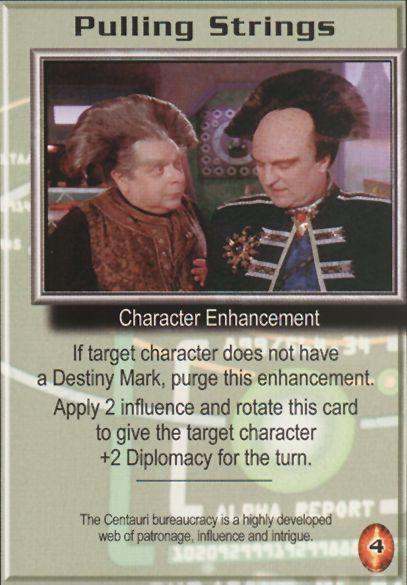 Pulling Strings
Character Enhancement
If target character does not have
a Destiny Mark, purge this enhancement.
Apply 2 influence and rotate this card
to give the target character
+2 Diplomacy for the turn.
The Centauri bureaucracy is a highly developed
web of patronage, influence and intrigue.
ALPHA REPORT
4